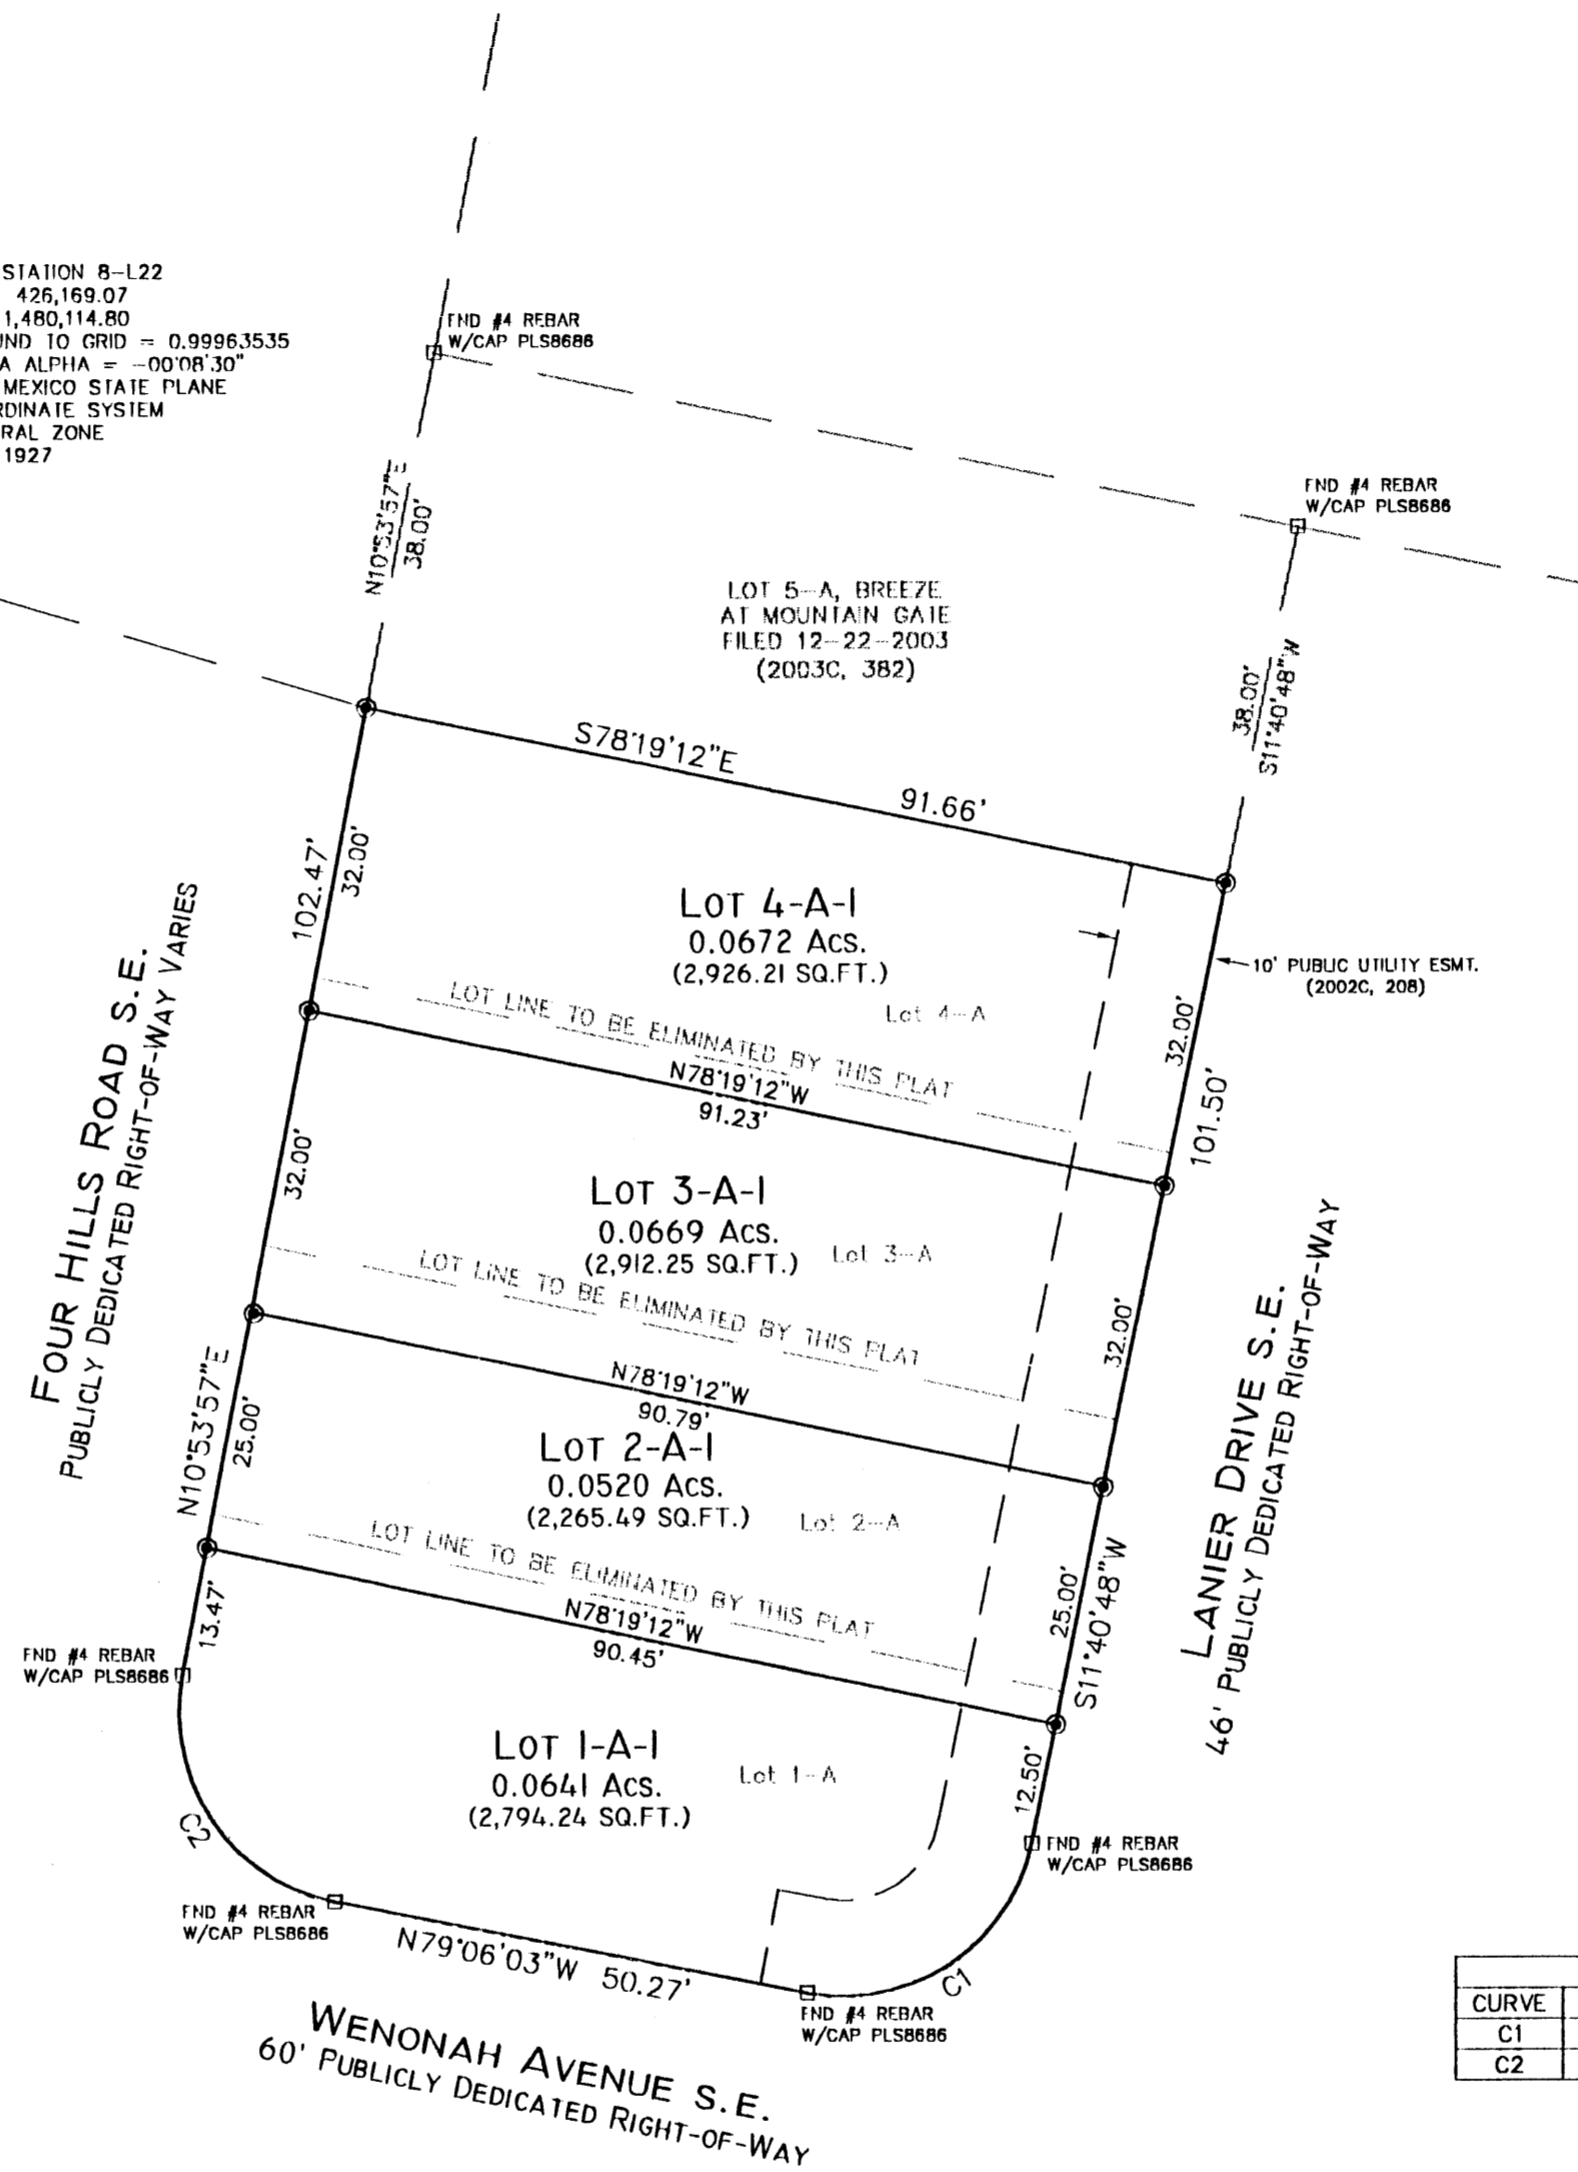 STATION 8-L22
426,169.07
1,480,114.80
UND TO GRID = 0.99963535
A ALPHA = -00°08'30"
MEXICO STATE PLANE
RDINATE SYSTEM
RAL ZONE
1927
FND #4 REBAR
W/CAP PLS8686
FND #4 REBAR
W/CAP PLS8686
N10°53'57"E
38.00'
LOT 5-A, BREEZE
AT MOUNTAIN GATE
FILED 12-22-2003
(2003C, 382)
38.00'
S11°40'48"W
S78°19'12"E
91.66'
102.47'
32.00'
LOT 4-A-1
0.0672 ACS.
(2,926.21 SQ.FT.)
Lot 4-A
10' PUBLIC UTILITY ESMT.
(2002C, 208)
32.00'
101.50'
LOT LINE TO BE ELIMINATED BY THIS PLAT
N78°19'12"W
91.23'
FOUR HILLS ROAD S.E.
PUBLICLY DEDICATED RIGHT-OF-WAY VARIES
32.00'
LOT 3-A-1
0.0669 ACS.
(2,912.25 SQ.FT.)
Lot 3-A
32.00'
LOT LINE TO BE ELIMINATED BY THIS PLAT
N78°19'12"W
90.79'
N10°53'57"E
25.00'
LOT 2-A-1
0.0520 ACS.
(2,265.49 SQ.FT.)
Lot 2-A
25.00'
S11°40'48"W
LANIER DRIVE S.E.
46' PUBLICLY DEDICATED RIGHT-OF-WAY
LOT LINE TO BE ELIMINATED BY THIS PLAT
N78°19'12"W
90.45'
13.47'
FND #4 REBAR
W/CAP PLS8686
LOT 1-A-1
0.0641 ACS.
(2,794.24 SQ.FT.)
Lot 1-A
12.50'
FND #4 REBAR
W/CAP PLS8686
C2
FND #4 REBAR
W/CAP PLS8686
N79°06'03"W 50.27'
C1
FND #4 REBAR
W/CAP PLS8686
WENONAH AVENUE S.E.
60' PUBLICLY DEDICATED RIGHT-OF-WAY
CURVE
C1
C2